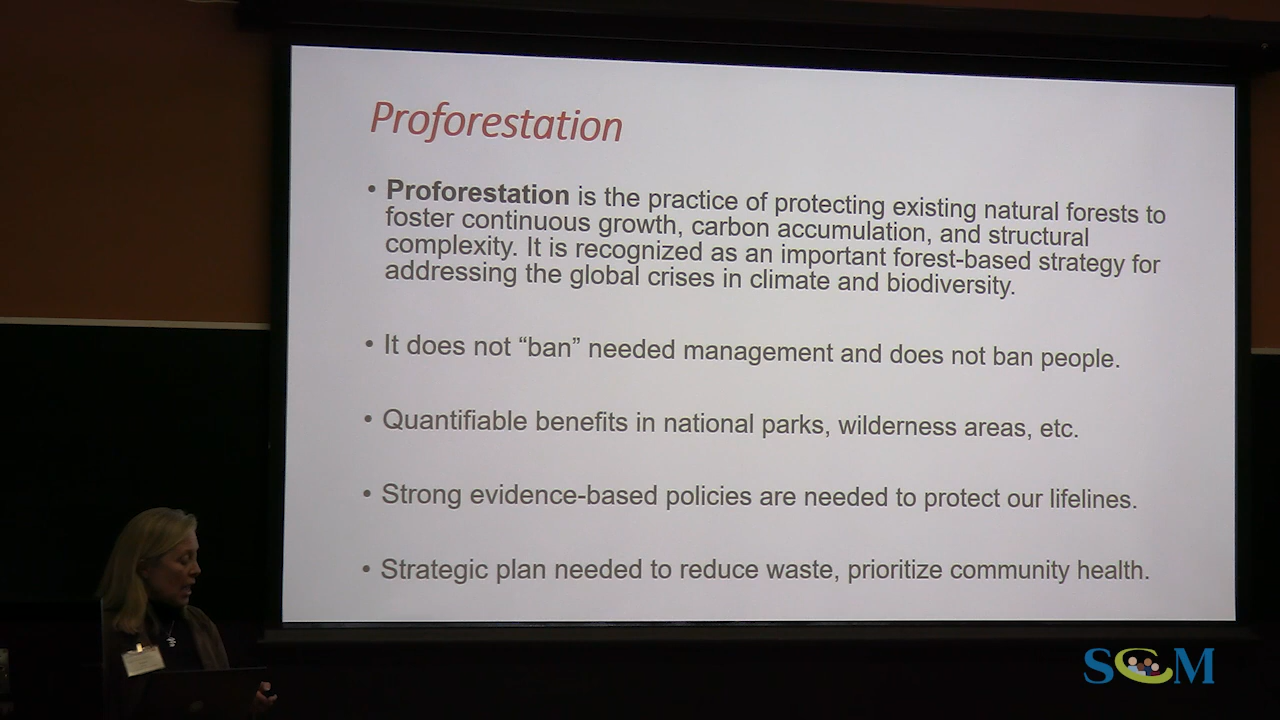 Proforestation
• Proforestation is the practice of protecting existing natural forests to
foster continuous growth, carbon accumulation, and structural
complexity. It is recognized as an important forest-based strategy for
addressing the global crises in climate and biodiversity.
• It does not “ban” needed management and does not ban people.
• Quantifiable benefits in national parks, wilderness areas, etc.
• Strong evidence-based policies are needed to protect our lifelines.
• Strategic plan needed to reduce waste, prioritize community health.
SCM